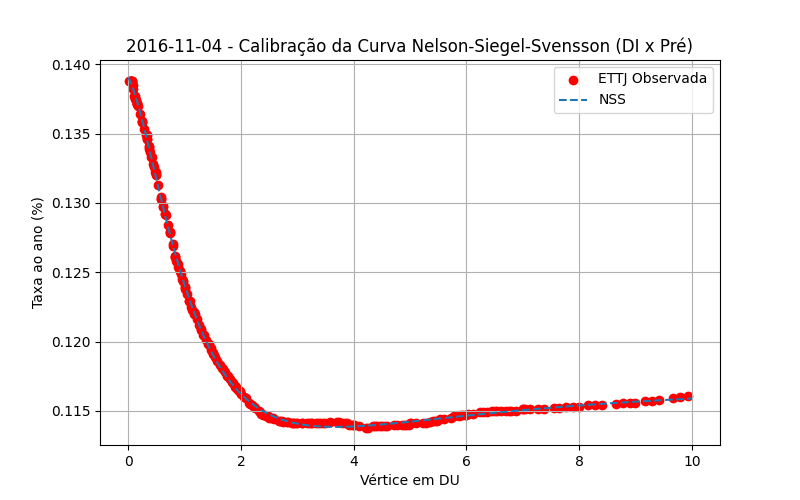 2016-11-04 - Calibração da Curva Nelson-Siegel-Svensson (DI x Pré)
ETTJ Observada
NSS
Taxa ao ano (%)
0.140
0.135
0.130
0.125
0.120
0.115
0
2
4
6
8
10
Vértice em DU